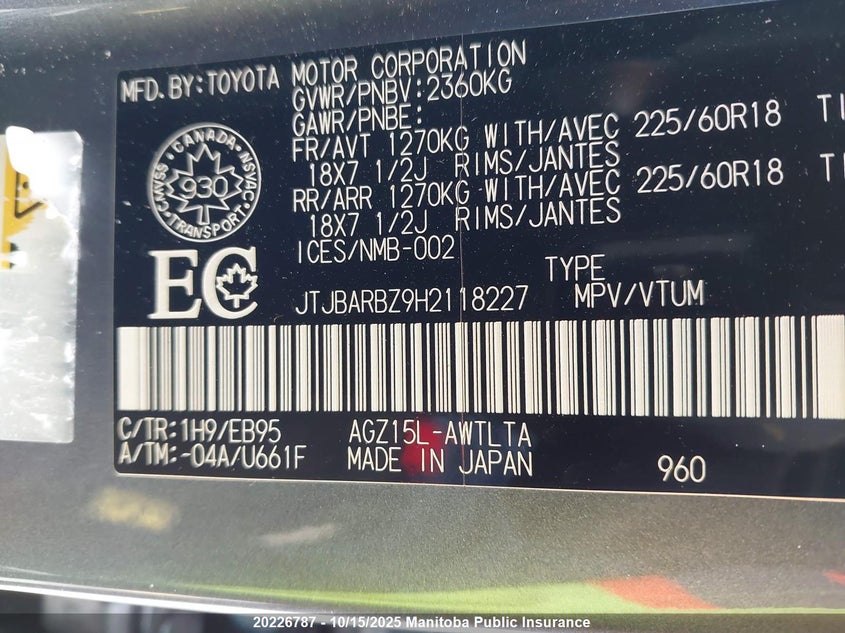 MFD. BY: TOYOTA MOTOR CORPORATION
GVWR/PNBV: 2360KG
GAWR/PNBE:
FR/AVT 1270KG WITH/AVEC 225/60R18 TI
18X7 1/2J RIMS/JANTES
RR/ARR 1270KG WITH/AVEC 225/60R18 TI
18X7 1/2J RIMS/JANTES
ICES/NMB-002
CANADA
CMVSS 930 NSVAC
TRANSPORT
EC
TYPE
JTJBARBZ9H2118227 MPV/VTUM
C/TR: 1H9/EB95 AGZ15L-AWTLTA
A/TM: -04A/U661F MADE IN JAPAN 960
20226787 - 10/15/2025 Manitoba Public Insurance